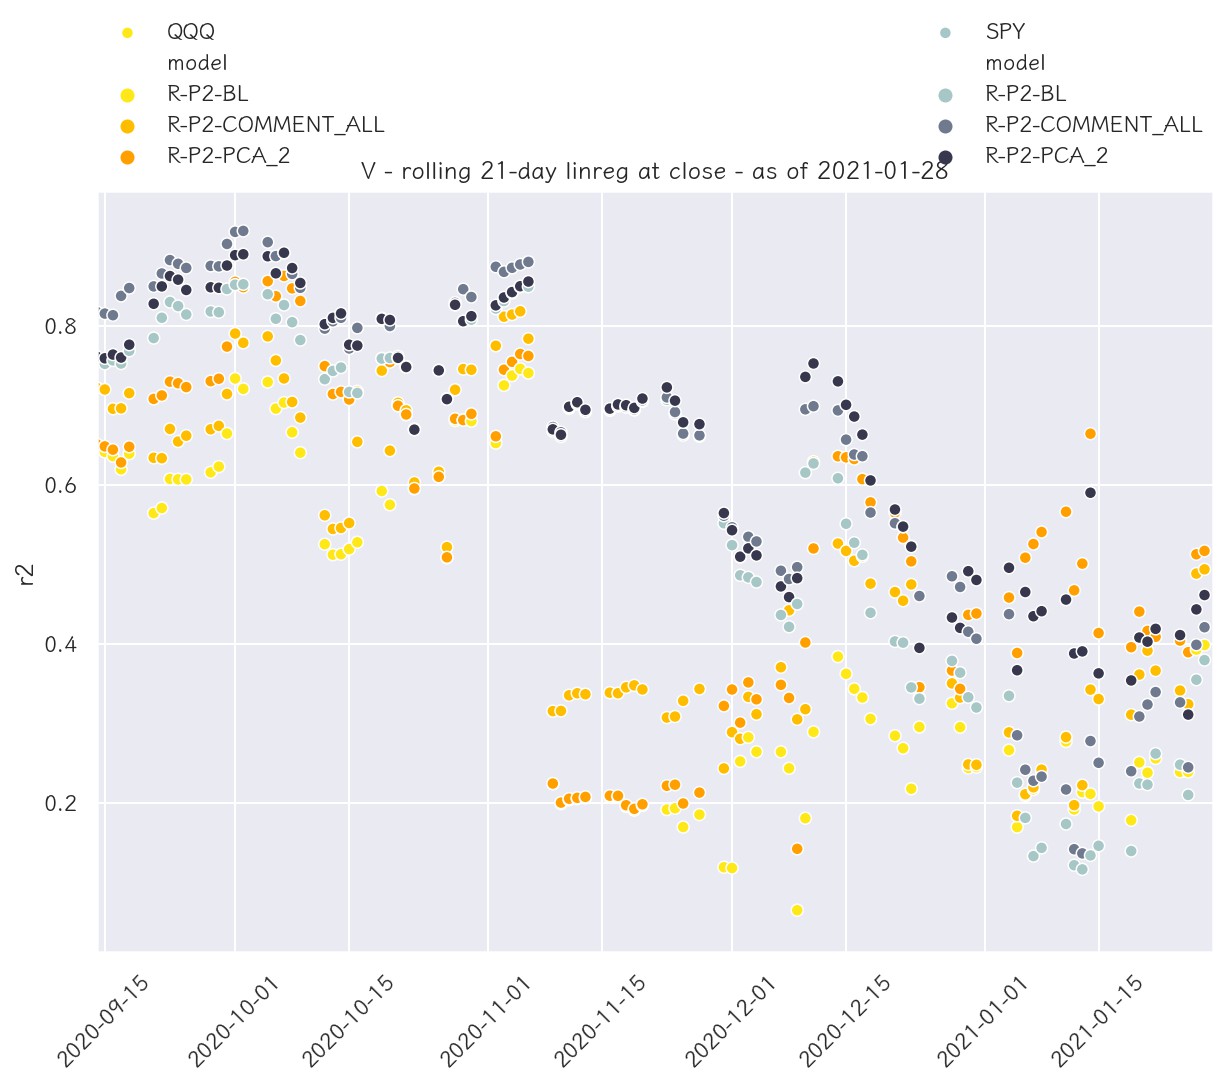 QQQ
model
R-P2-BL
R-P2-COMMENT_ALL
R-P2-PCA_2
SPY
model
R-P2-BL
R-P2-COMMENT_ALL
R-P2-PCA_2
V - rolling 21-day linreg at close - as of 2021-01-28
0.8
0.6
0.4
0.2
r2
2020-09-15
2020-10-01
2020-10-15
2020-11-01
2020-11-15
2020-12-01
2020-12-15
2021-01-01
2021-01-15